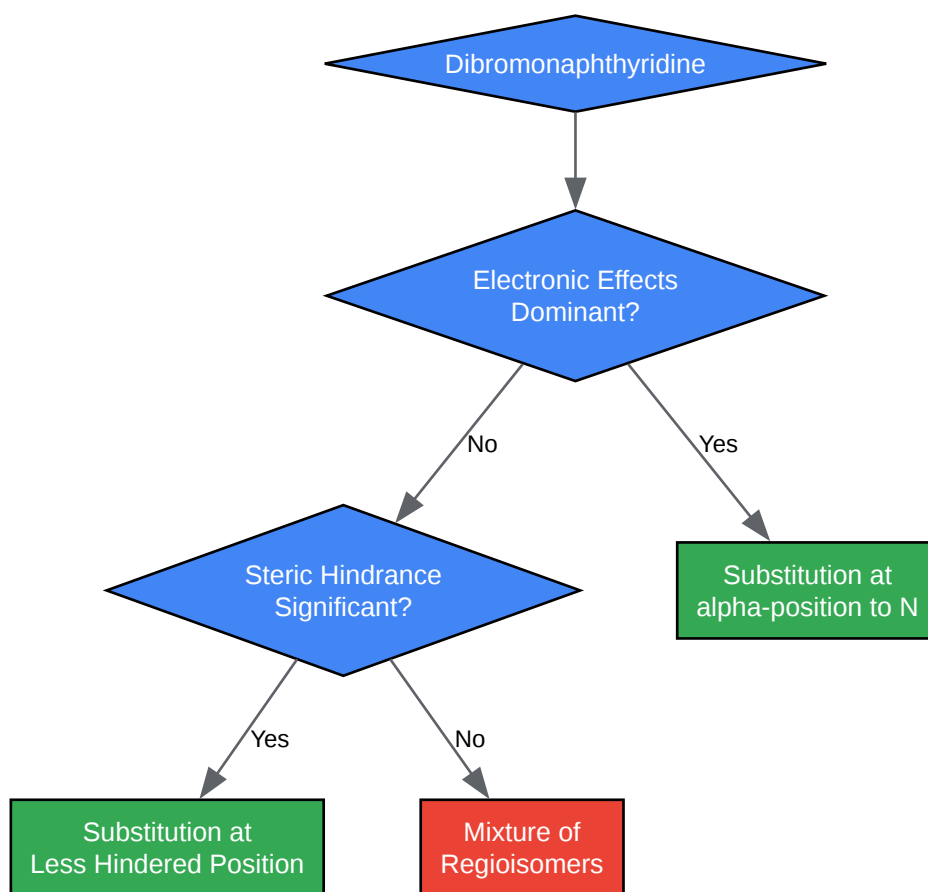 Dibromonaphthyridine
Electronic Effects
Dominant?
No
Yes
Steric Hindrance
Significant?
Substitution at
alpha-position to N
Yes
No
Substitution at
Less Hindered Position
Mixture of
Regioisomers